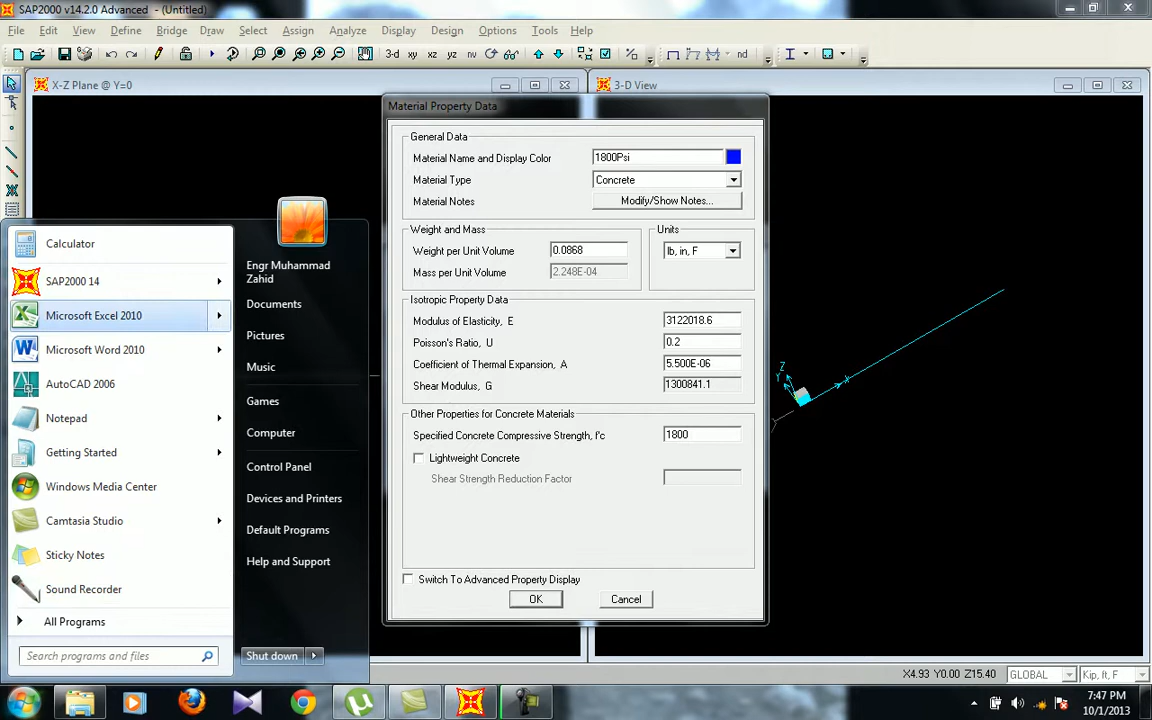 SAP2000 v14.2.0 Advanced - (Untitled)
File Edit View Define Bridge Draw Select Assign Analyze Display Design Options Tools Help
3-d xy xz yz nv nd
X-Z Plane @ Y=0
3-D View
Material Property Data
General Data
Material Name and Display Color 1800Psi
Material Type Concrete
Material Notes Modify/Show Notes...
Weight and Mass
Units
Weight per Unit Volume 0.0868
lb, in, F
Mass per Unit Volume 2.248E-04
Isotropic Property Data
Modulus of Elasticity, E 3122018.6
Poisson's Ratio, U 0.2
Coefficient of Thermal Expansion, A 5.500E-06
Shear Modulus, G 1300841.1
Other Properties for Concrete Materials
Specified Concrete Compressive Strength, f'c 1800
Lightweight Concrete
Shear Strength Reduction Factor
Switch To Advanced Property Display
OK Cancel
Z
Y
X
Calculator
SAP2000 14
Microsoft Excel 2010
Microsoft Word 2010
AutoCAD 2006
Notepad
Getting Started
Windows Media Center
Camtasia Studio
Sticky Notes
Sound Recorder
All Programs
Search programs and files
Engr Muhammad
Zahid
Documents
Pictures
Music
Games
Computer
Control Panel
Devices and Printers
Default Programs
Help and Support
Shut down
X4.93 Y0.00 Z15.40 GLOBAL Kip, ft, F
7:47 PM
10/1/2013